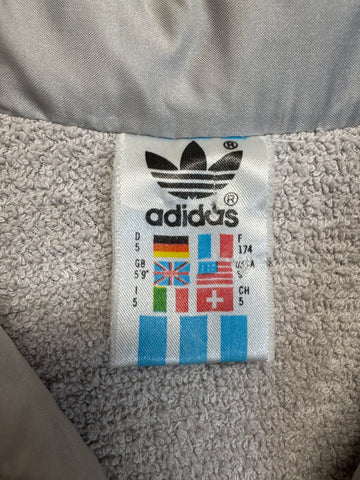 ®
adidas
D F
5 174
GB USA
5'9" S
I CH
5 5